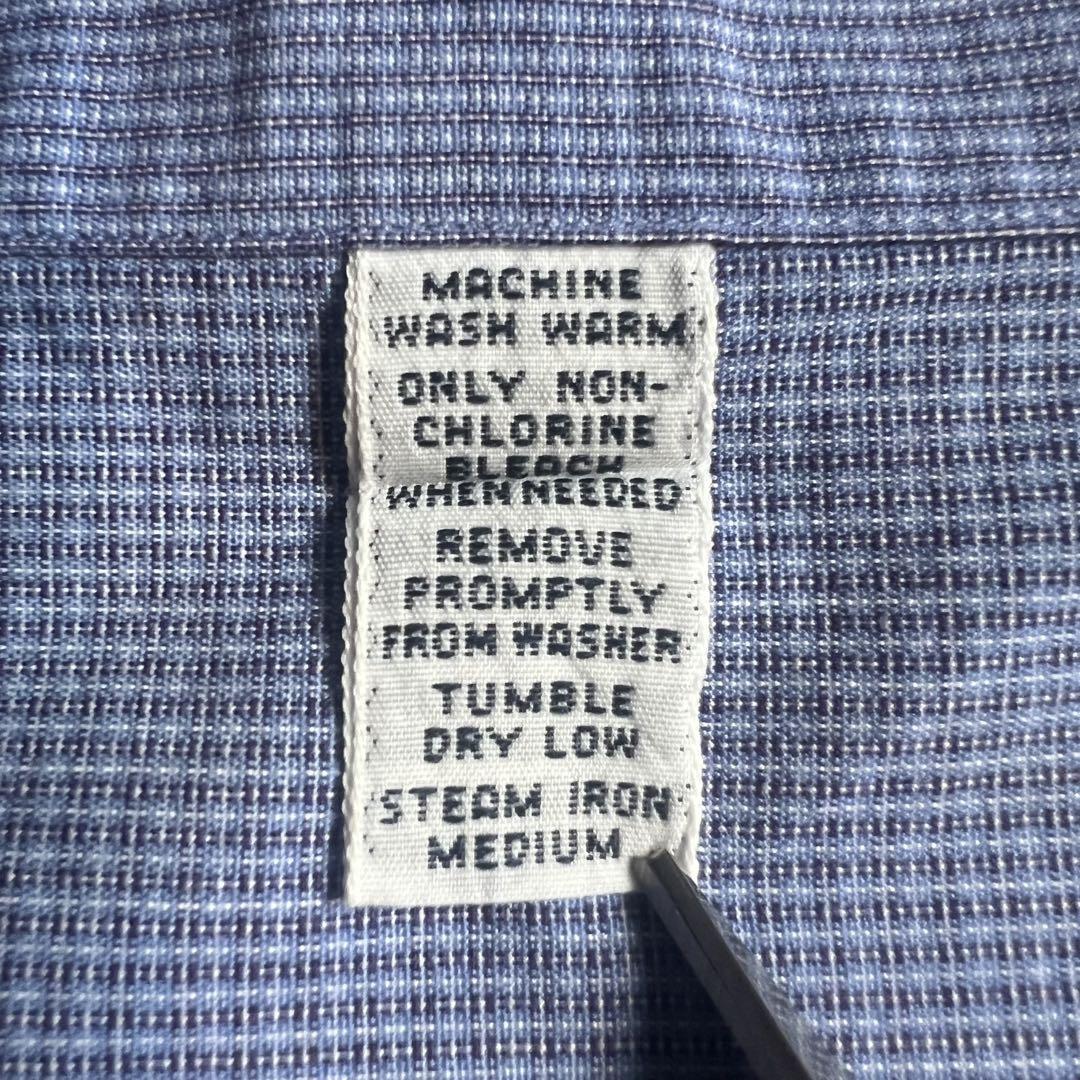 MACHINE
WASH WARM
ONLY NON-
CHLORINE
BLEACH
WHEN NEEDED
REMOVE
PROMPTLY
FROM WASHER
TUMBLE
DRY LOW
STEAM IRON
MEDIUM